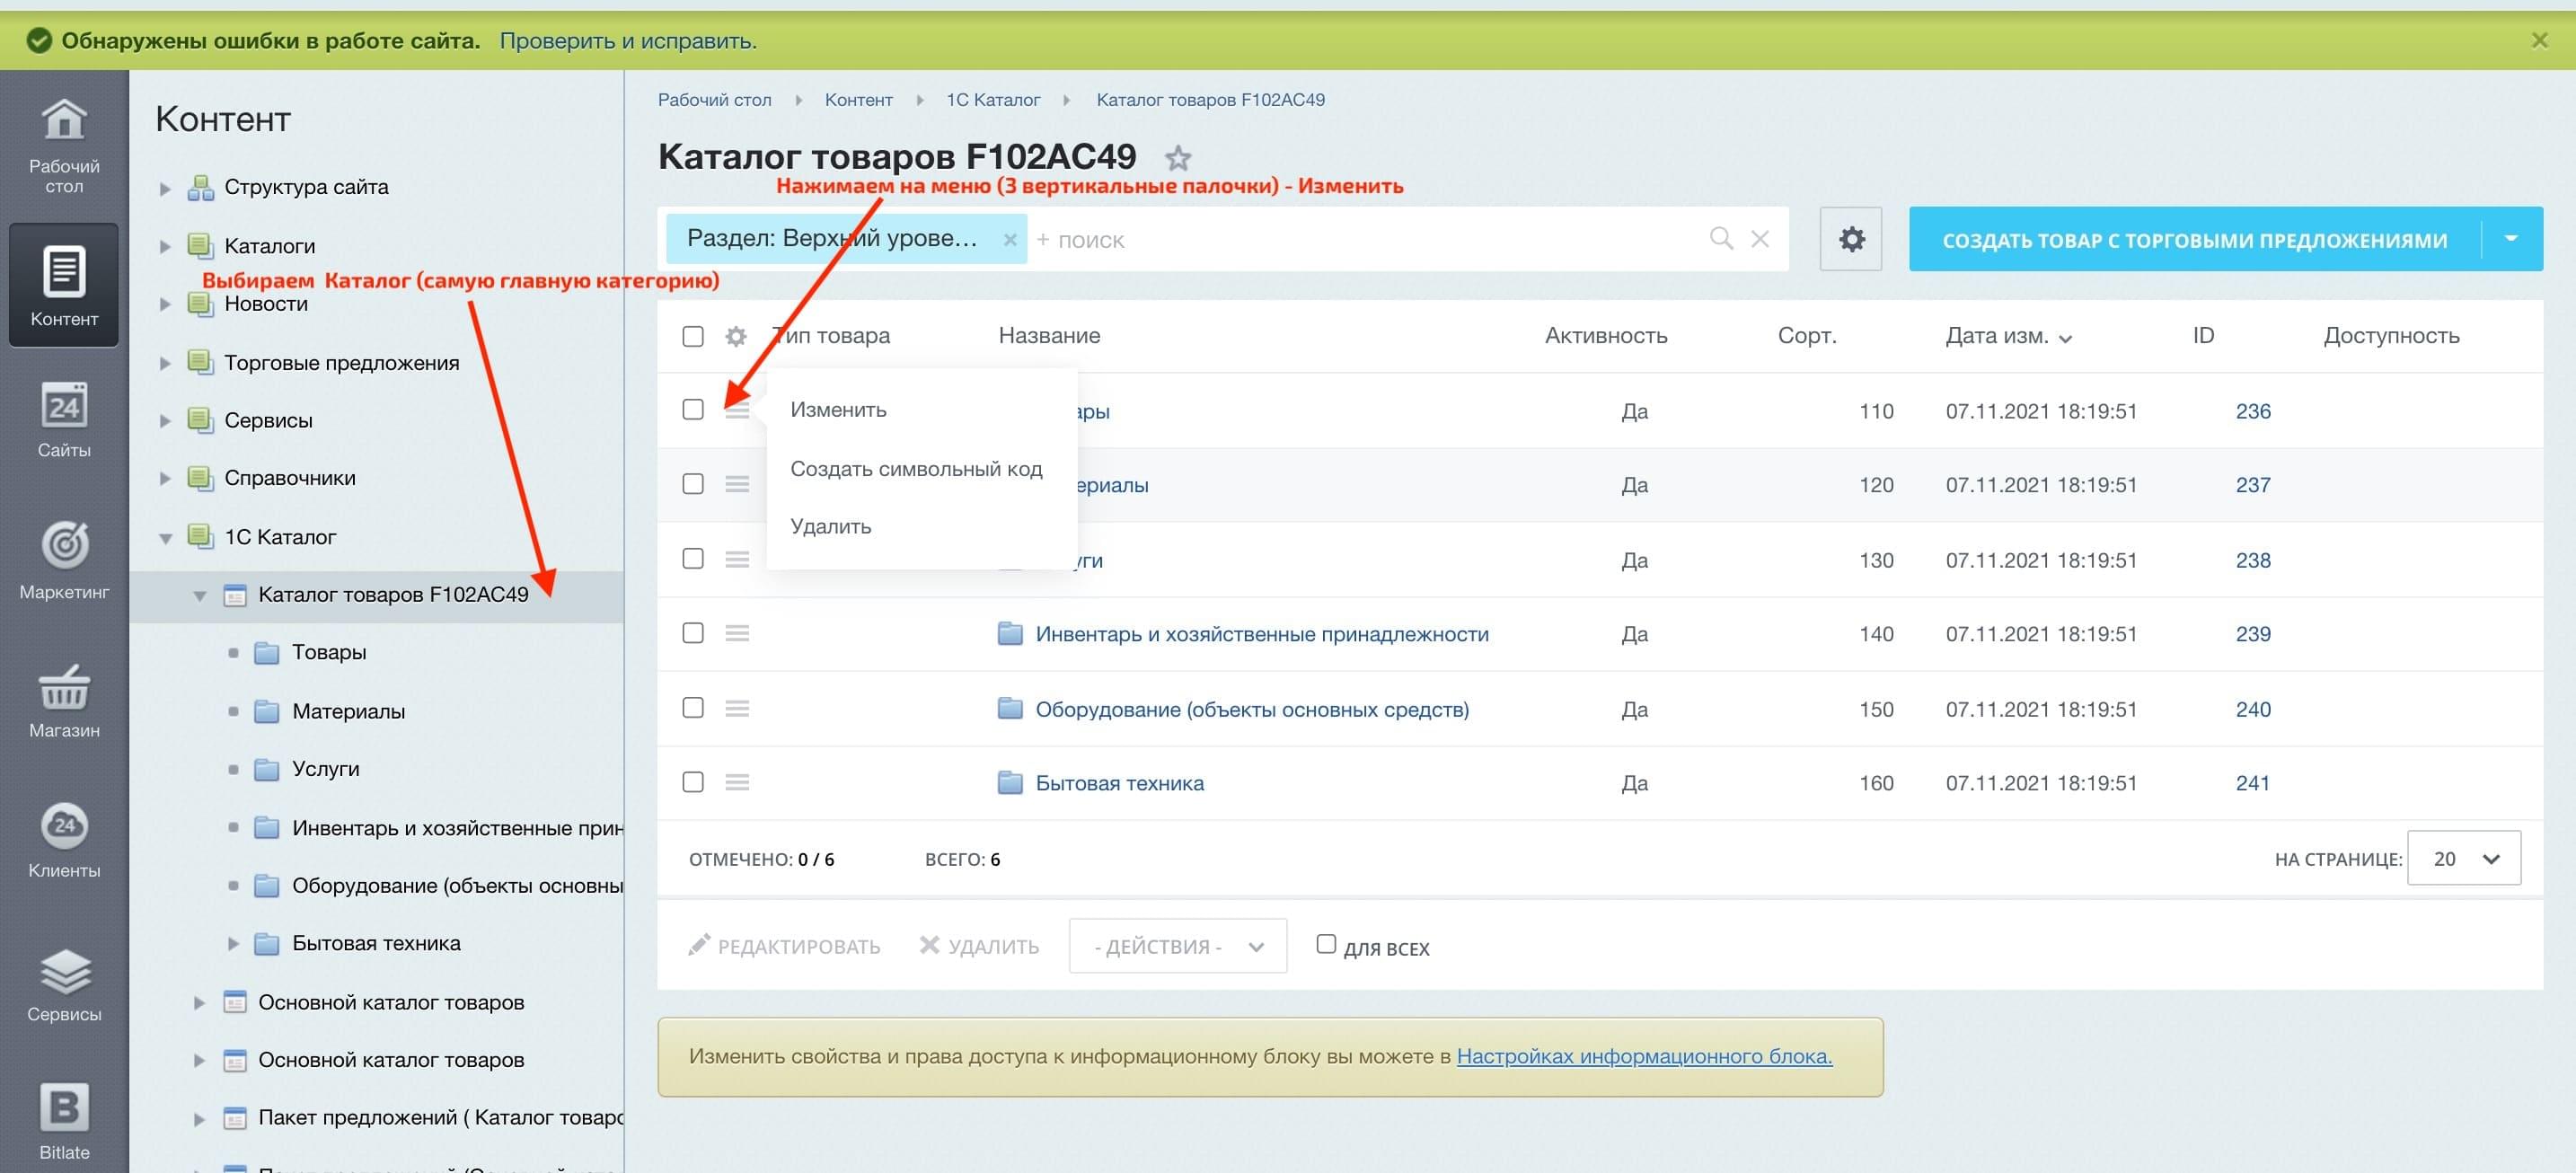 Обнаружены ошибки в работе сайта. Проверить и исправить.
Рабочий
стол
Контент
Сайты
Маркетинг
Магазин
Клиенты
Сервисы
Bitlate
24
24
B
Контент
Структура сайта
Каталоги
Выбираем Каталог (самую главную категорию)
Новости
Торговые предложения
Сервисы
Справочники
1С Каталог
Каталог товаров F102AC49
Товары
Материалы
Услуги
Инвентарь и хозяйственные прин
Оборудование (объекты основны
Бытовая техника
Основной каталог товаров
Основной каталог товаров
Пакет предложений ( Каталог товаро
Рабочий стол Контент 1С Каталог Каталог товаров F102AC49
Каталог товаров F102AC49
Нажимаем на меню (3 вертикальные палочки) - Изменить
Раздел: Верхний урове... × + поиск
СОЗДАТЬ ТОВАР С ТОРГОВЫМИ ПРЕДЛОЖЕНИЯМИ
Тип товара Название Активность Сорт. Дата изм. ID Доступность
Изменить
Создать символьный код
Удалить
ары Да 110 07.11.2021 18:19:51 236
ериалы Да 120 07.11.2021 18:19:51 237
уги Да 130 07.11.2021 18:19:51 238
Инвентарь и хозяйственные принадлежности Да 140 07.11.2021 18:19:51 239
Оборудование (объекты основных средств) Да 150 07.11.2021 18:19:51 240
Бытовая техника Да 160 07.11.2021 18:19:51 241
ОТМЕЧЕНО: 0 / 6 ВСЕГО: 6 НА СТРАНИЦЕ: 20
РЕДАКТИРОВАТЬ УДАЛИТЬ - ДЕЙСТВИЯ - ДЛЯ ВСЕХ
Изменить свойства и права доступа к информационному блоку вы можете в Настройках информационного блока.